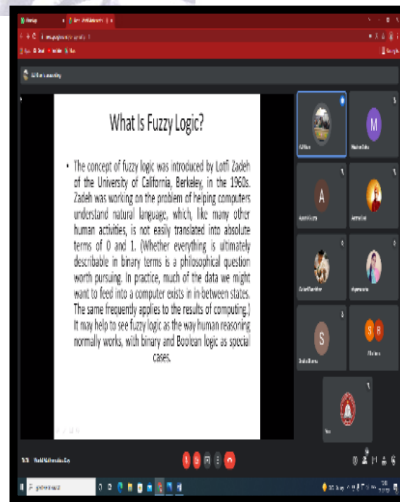 What Is Fuzzy Logic?
• The concept of fuzzy logic was introduced by Lotfi Zadeh
of the University of California, Berkeley, in the 1960s.
Zadeh was working on the problem of helping computers
understand natural language, which, like many other
human activities, is not easily translated into absolute
terms of 0 and 1. (Whether everything is ultimately
describable in binary terms is a philosophical question
worth pursuing. In practice, much of the data we might
want to feed into a computer exists in in-between states.
The same frequently applies to the results of computing.)
It may help to see fuzzy logic as the way human reasoning
normally works, with binary and Boolean logic as special
cases.
M
A
S
S
World Mathematics Day